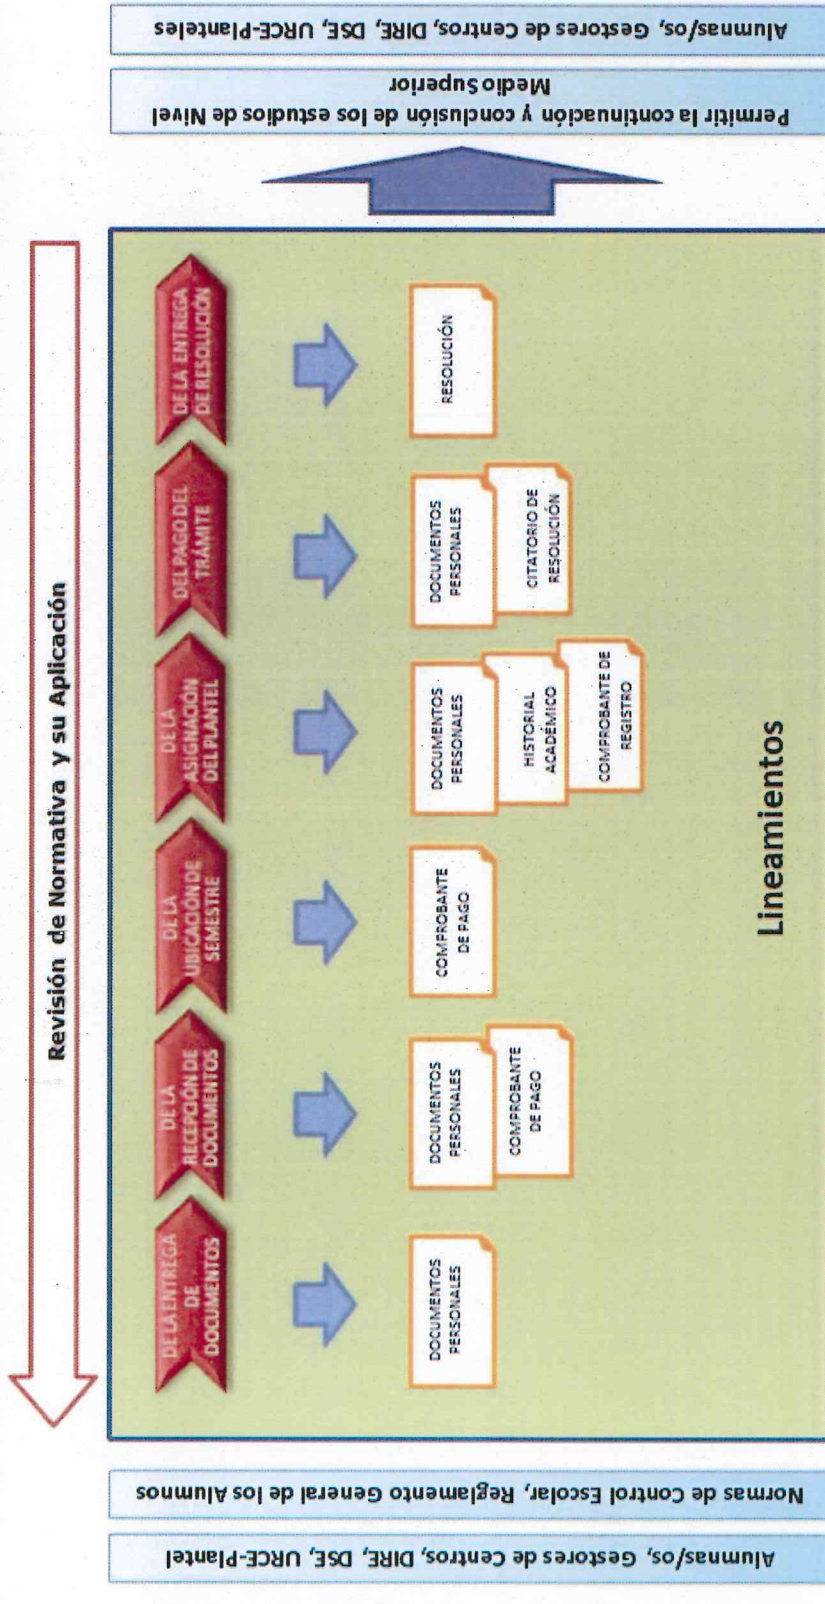 Revisión de Normativa y su Aplicación
Alumnas/os, Gestores de Centros, DIRE, DSE, URCE-Plantel
Normas de Control Escolar, Reglamento General de los Alumnos
DE LA ENTREGA
DE
DOCUMENTOS
DE LA
RECEPCIÓN DE
DOCUMENTOS
DE LA
UBICACIÓN DE
SEMESTRE
DE LA
ASIGNACIÓN
DEL PLANTEL
DEL PAGO DEL
TRÁMITE
DE LA ENTREGA
DE RESOLUCIÓN
DOCUMENTOS
PERSONALES
DOCUMENTOS
PERSONALES
COMPROBANTE
DE PAGO
COMPROBANTE
DE PAGO
DOCUMENTOS
PERSONALES
HISTORIAL
ACADÉMICO
COMPROBANTE DE
REGISTRO
DOCUMENTOS
PERSONALES
CITATORIO DE
RESOLUCIÓN
RESOLUCIÓN
Lineamientos
Permitir la continuación y conclusión de los estudios de Nivel
Medio Superior
Alumnas/os, Gestores de Centros, DIRE, DSE, URCE-Planteles